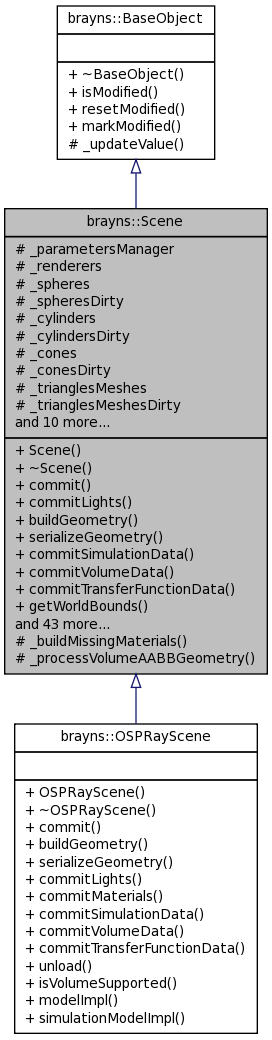 brayns::BaseObject
+ ~BaseObject()
+ isModified()
+ resetModified()
+ markModified()
# _updateValue()
brayns::Scene
# _parametersManager
# _renderers
# _spheres
# _spheresDirty
# _cylinders
# _cylindersDirty
# _cones
# _conesDirty
# _trianglesMeshes
# _trianglesMeshesDirty
and 10 more...
+ Scene()
+ ~Scene()
+ commit()
+ commitLights()
+ buildGeometry()
+ serializeGeometry()
+ commitSimulationData()
+ commitVolumeData()
+ commitTransferFunctionData()
+ getWorldBounds()
and 43 more...
# _buildMissingMaterials()
# _processVolumeAABBGeometry()
brayns::OSPRayScene
+ OSPRayScene()
+ ~OSPRayScene()
+ commit()
+ buildGeometry()
+ serializeGeometry()
+ commitLights()
+ commitMaterials()
+ commitSimulationData()
+ commitVolumeData()
+ commitTransferFunctionData()
+ unload()
+ isVolumeSupported()
+ modelImpl()
+ simulationModelImpl()